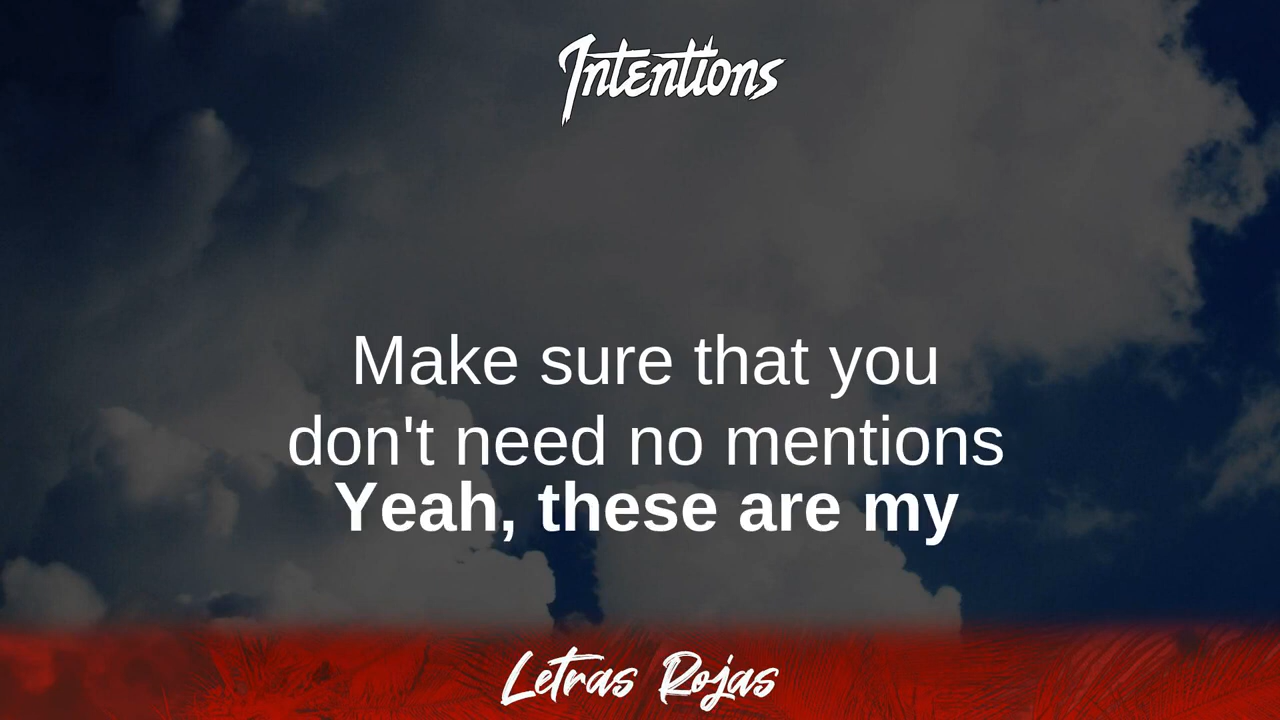 Intentions
Make sure that you
don't need no mentions
Yeah, these are my
Letras Rojas